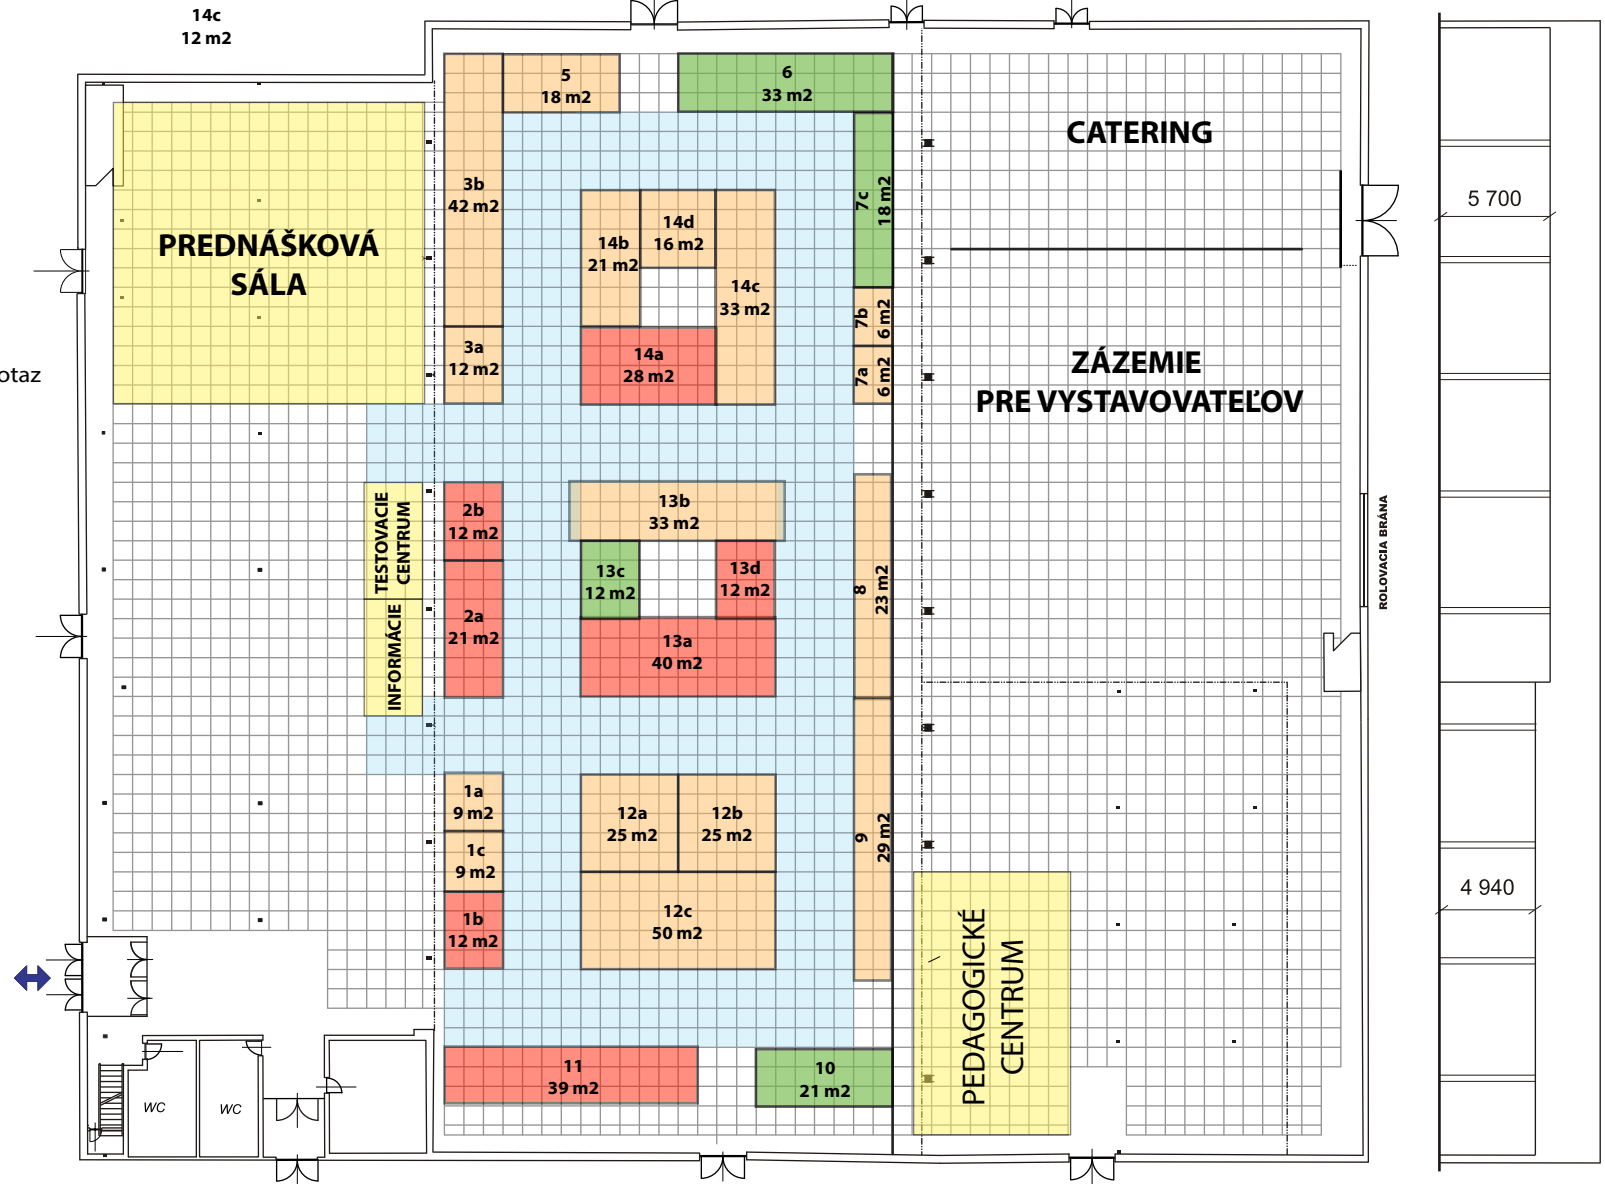 14c
12 m2
5
18 m2
6
33 m2
CATERING
3b
42 m2
7c
18 m2
5 700
PREDNÁŠKOVÁ
SÁLA
14b
21 m2
14d
16 m2
14c
33 m2
7b
6 m2
3a
12 m2
14a
28 m2
7a
6 m2
ZÁZEMIE
PRE VYSTAVOVATEĽOV
otaz
TESTOVACIE
CENTRUM
2b
12 m2
13b
33 m2
ROLOVACIA BRÁNA
13c
12 m2
13d
12 m2
8
23 m2
INFORMÁCIE
2a
21 m2
13a
40 m2
1a
9 m2
12a
25 m2
12b
25 m2
9
29 m2
1c
9 m2
4 940
1b
12 m2
12c
50 m2
PEDAGOGICKÉ
CENTRUM
11
39 m2
10
21 m2
WC
WC